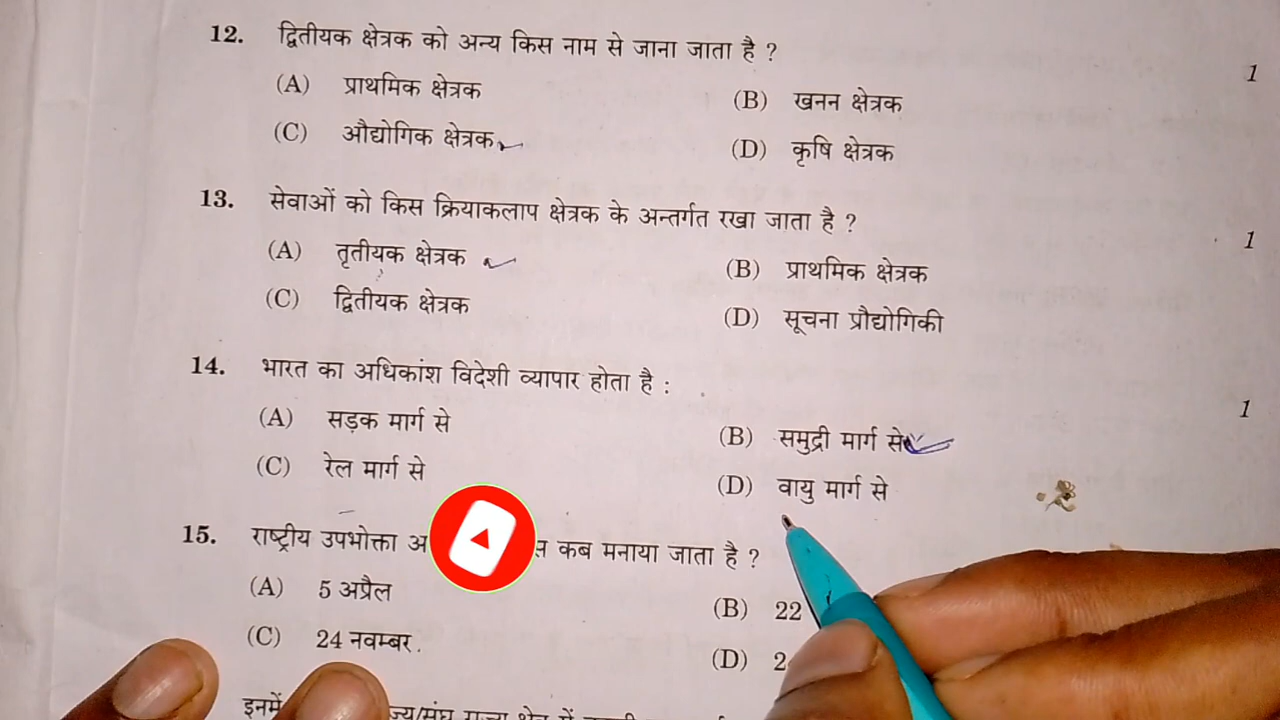 12. द्वितीयक क्षेत्रक को अन्य किस नाम से जाना जाता है ?
1
(A) प्राथमिक क्षेत्रक
(B) खनन क्षेत्रक
(C) औद्योगिक क्षेत्रक
(D) कृषि क्षेत्रक
13. सेवाओं को किस क्रियाकलाप क्षेत्रक के अन्तर्गत रखा जाता है ?
1
(A) तृतीयक क्षेत्रक
(B) प्राथमिक क्षेत्रक
(C) द्वितीयक क्षेत्रक
(D) सूचना प्रौद्योगिकी
14. भारत का अधिकांश विदेशी व्यापार होता है :
1
(A) सड़क मार्ग से
(B) समुद्री मार्ग से
(C) रेल मार्ग से
(D) वायु मार्ग से
15. राष्ट्रीय उपभोक्ता कब मनाया जाता है ?
(A) 5 अप्रैल
(B) 22
(C) 24 नवम्बर
(D)